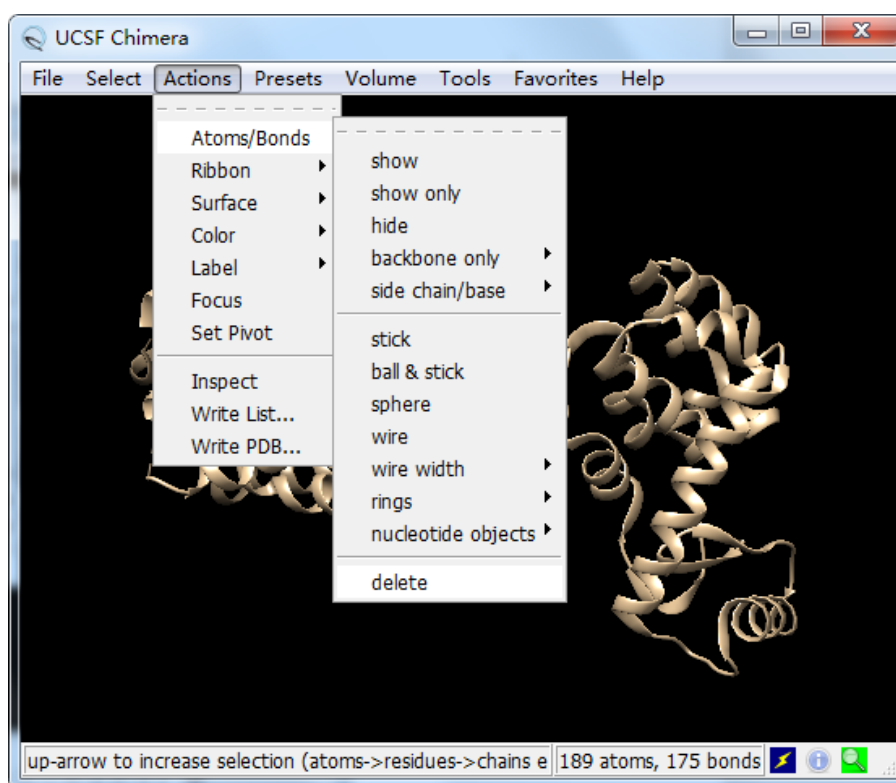 UCSF Chimera
File Select Actions Presets Volume Tools Favorites Help
Atoms/Bonds
Ribbon
Surface
Color
Label
Focus
Set Pivot
Inspect
Write List...
Write PDB...
show
show only
hide
backbone only
side chain/base
stick
ball & stick
sphere
wire
wire width
rings
nucleotide objects
delete
up-arrow to increase selection (atoms->residues->chains e
189 atoms, 175 bonds